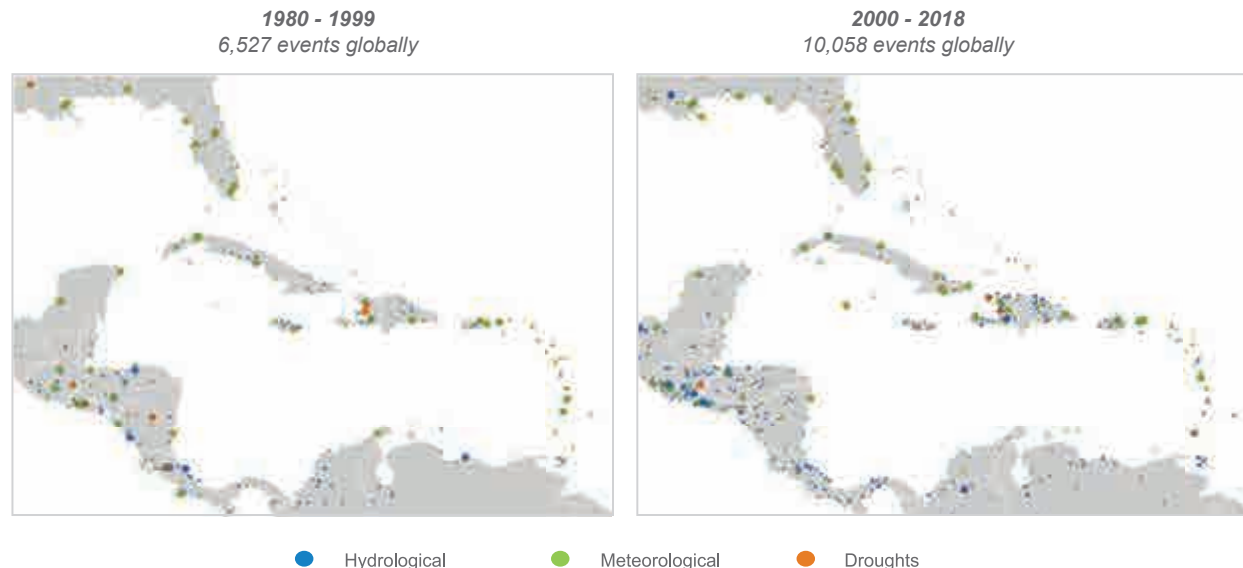 1980 - 1999
6,527 events globally
2000 - 2018
10,058 events globally
Hydrological
Meteorological
Droughts